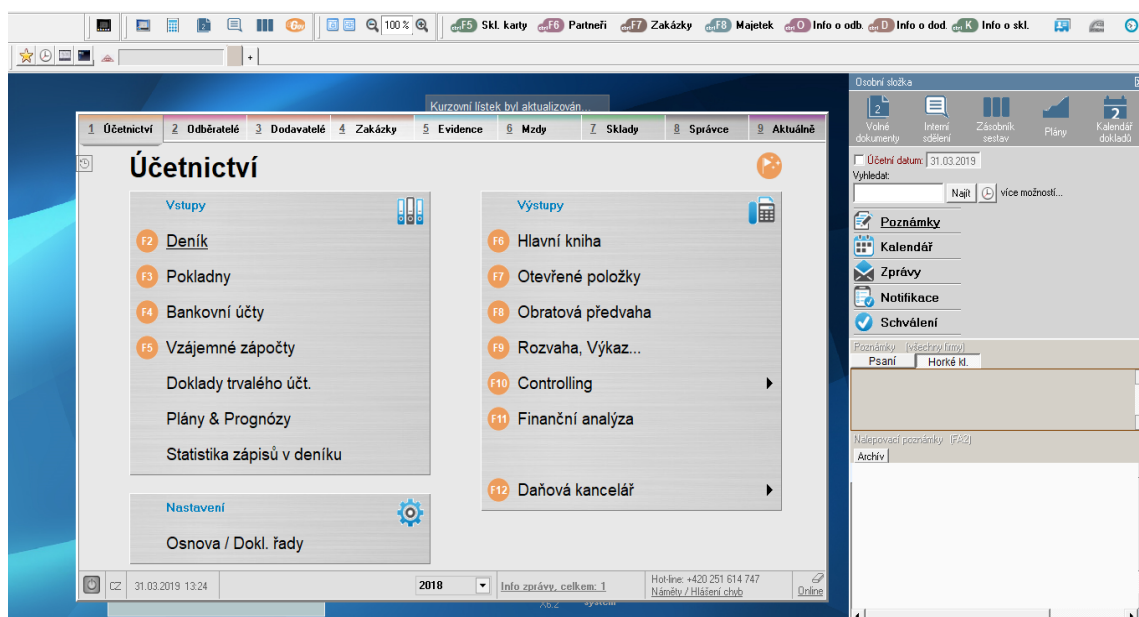 100 %
F5 Skl. karty F6 Partneři F7 Zakázky F8 Majetek O Info o odb. D Info o dod. K Info o skl.
+
Kurzovní lístek byl aktualizován...
1 Účetnictví 2 Odběratelé 3 Dodavatelé 4 Zakázky 5 Evidence 6 Mzdy 7 Sklady 8 Správce 9 Aktuálně
Účetnictví
Vstupy
F2 Deník
F3 Pokladny
F4 Bankovní účty
F5 Vzájemné zápočty
Doklady trvalého účt.
Plány & Prognózy
Statistika zápisů v deníku
Nastavení
Osnova / Dokl. řady
Výstupy
F6 Hlavní kniha
F7 Otevřené položky
F8 Obratová předvaha
F9 Rozvaha, Výkaz...
F10 Controlling
F11 Finanční analýza
F12 Daňová kancelář
CZ 31.03.2019 13:24
2018
Info zprávy, celkem: 1
Hot-line: +420 251 614 747
Náměty / Hlášení chyb
Online
Osobní složka
2
Volné dokumenty
Interní sdělení
Zásobník sestav
Plány
2
Kalendář dokladů
Účetní datum: 31.03.2019
Vyhledat:
Najít více možností...
Poznámky
Kalendář
Zprávy
Notifikace
Schválení
Poznámky (všechny firmy)
Psaní Horké kl.
Nalepovací poznámky (FA2)
Archív